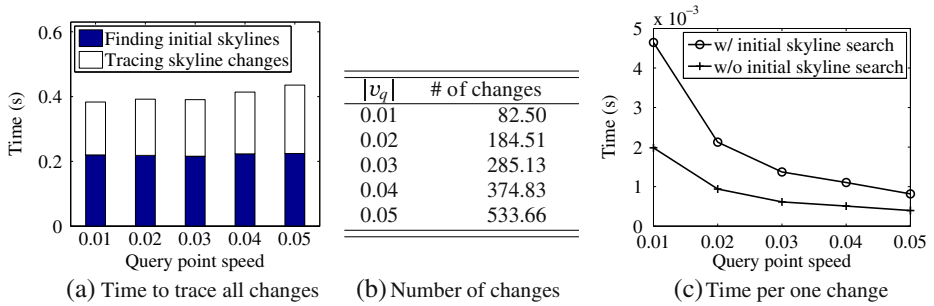 0.6
0.4
0.2
0
Time (s)
Finding initial skylines
Tracing skyline changes
0.01 0.02 0.03 0.04 0.05
Query point speed
(a) Time to trace all changes
|v_q| # of changes
0.01 82.50
0.02 184.51
0.03 285.13
0.04 374.83
0.05 533.66
(b) Number of changes
x 10^-3
5
4
3
2
1
0
Time (s)
w/ initial skyline search
w/o initial skyline search
0.01 0.02 0.03 0.04 0.05
Query point speed
(c) Time per one change